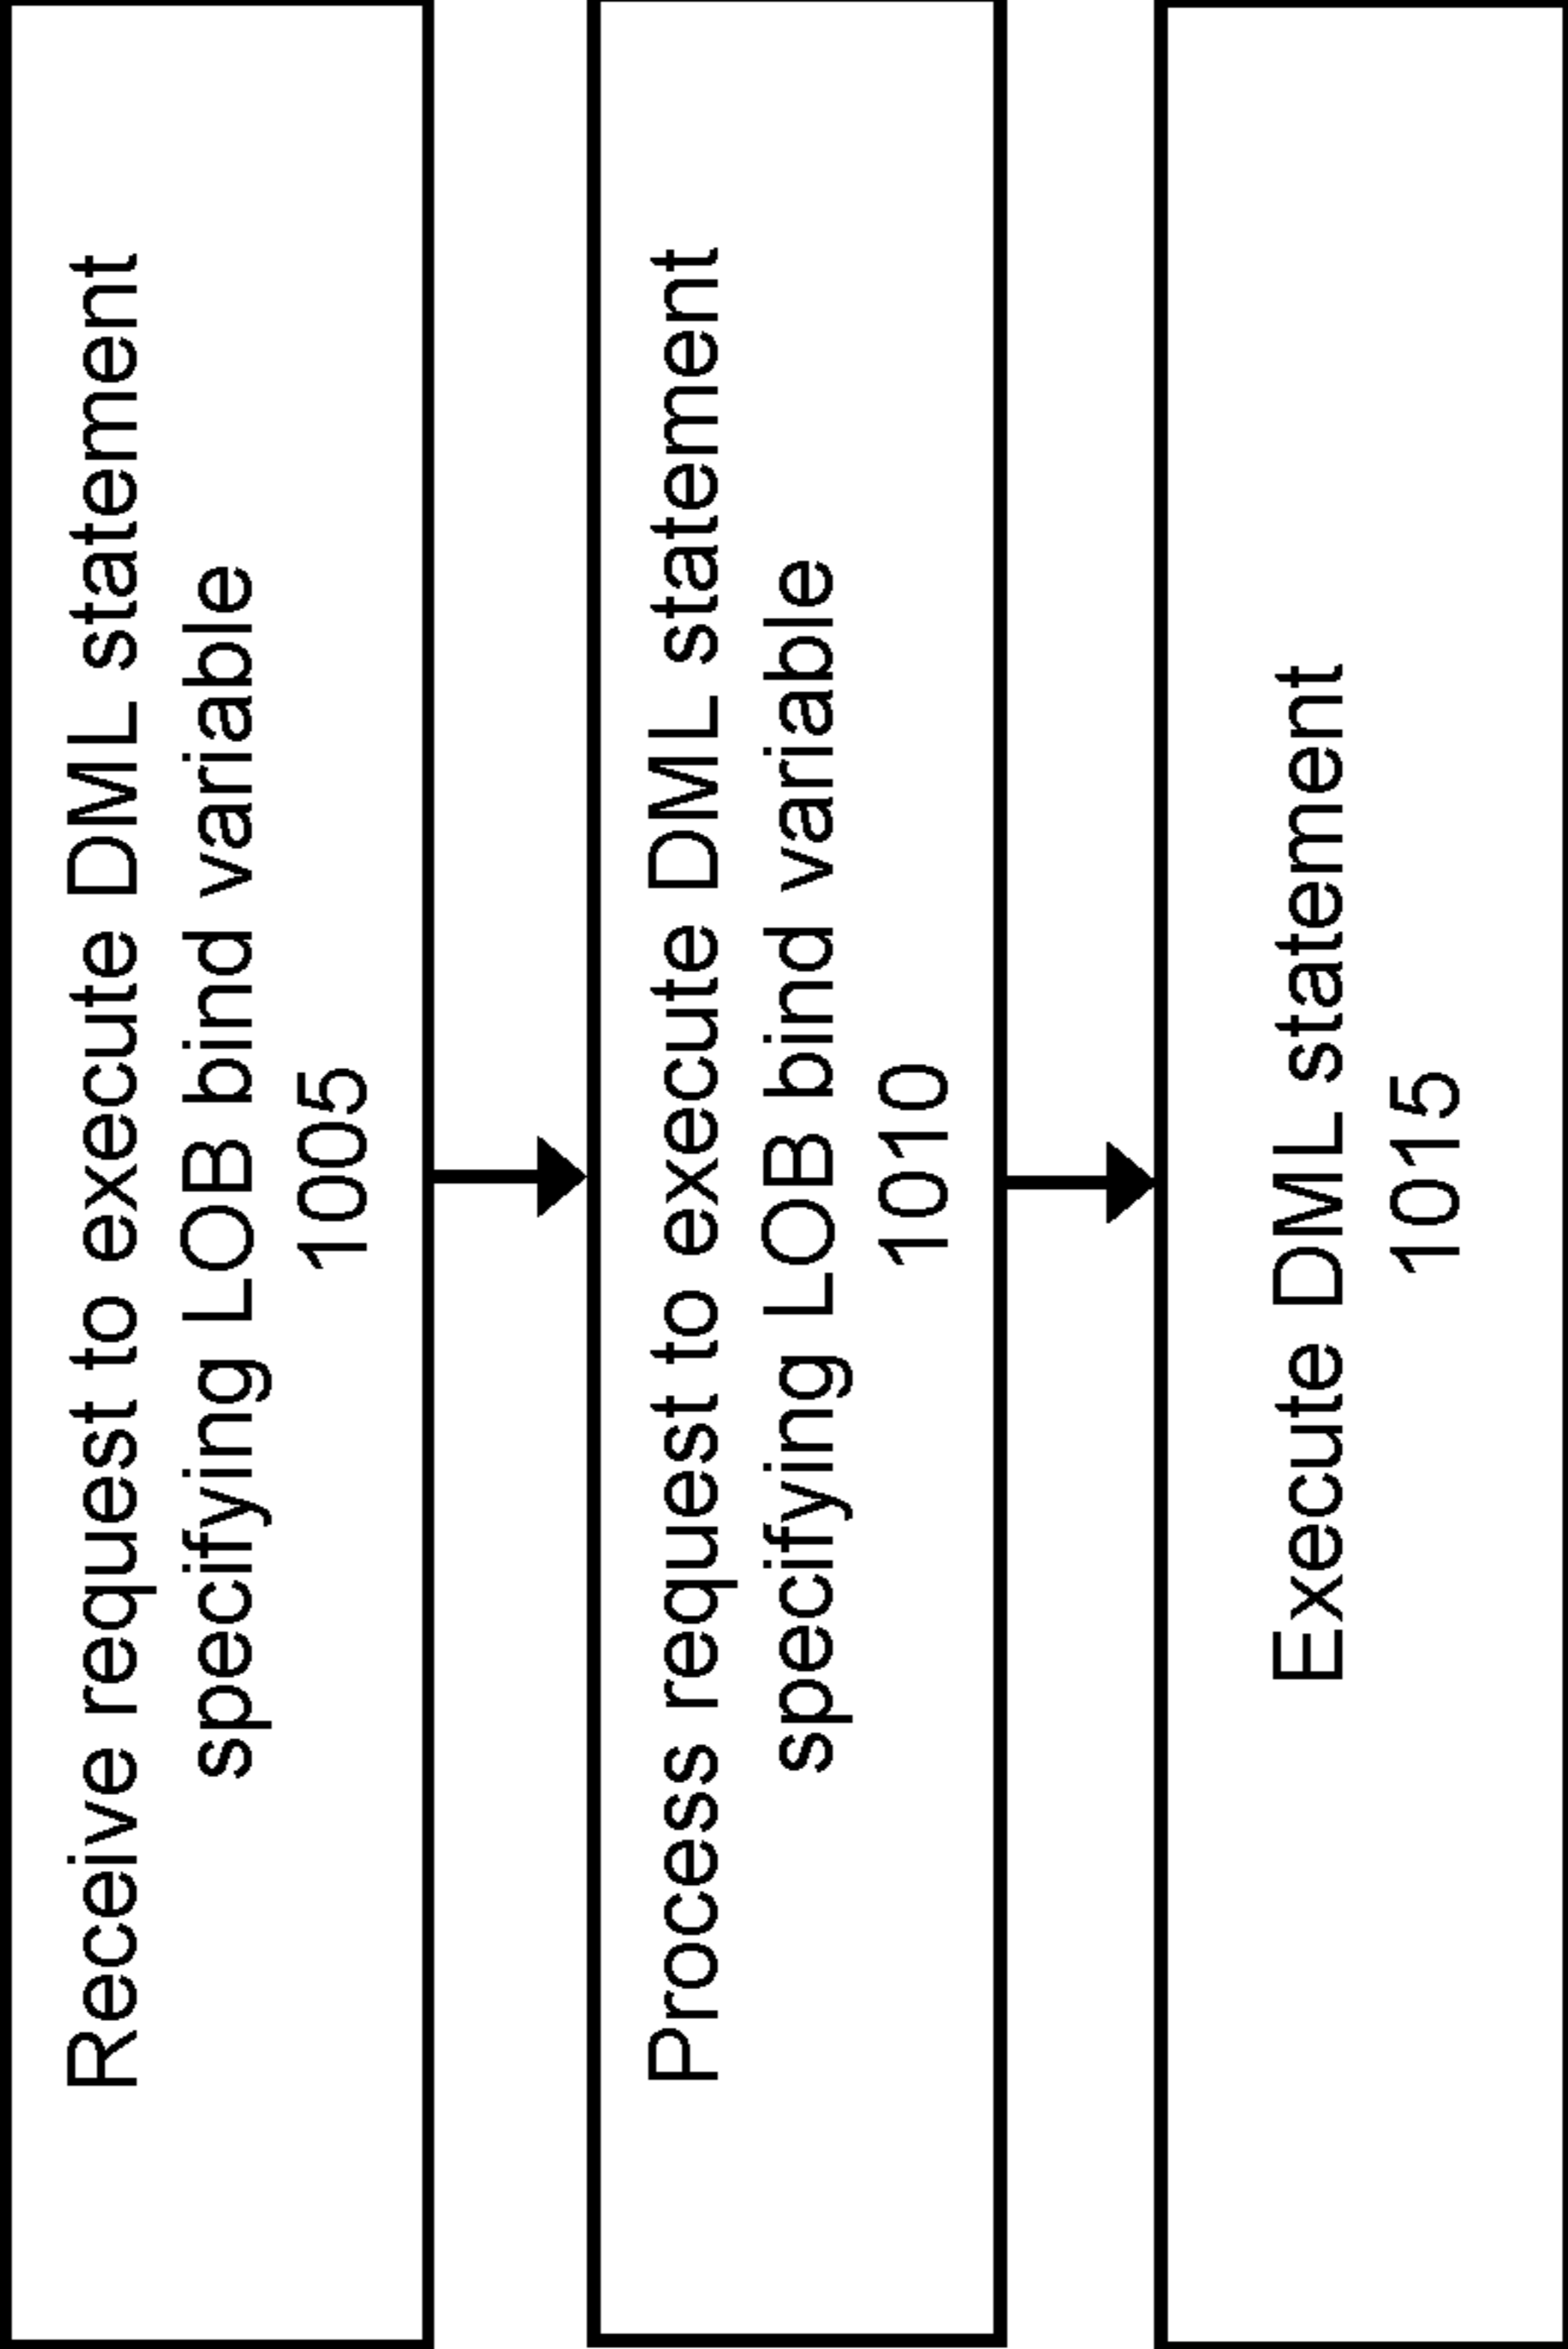 Receive request to execute DML statement
specifying LOB bind variable
1005
Process request to execute DML statement
specifying LOB bind variable
1010
Execute DML statement
1015